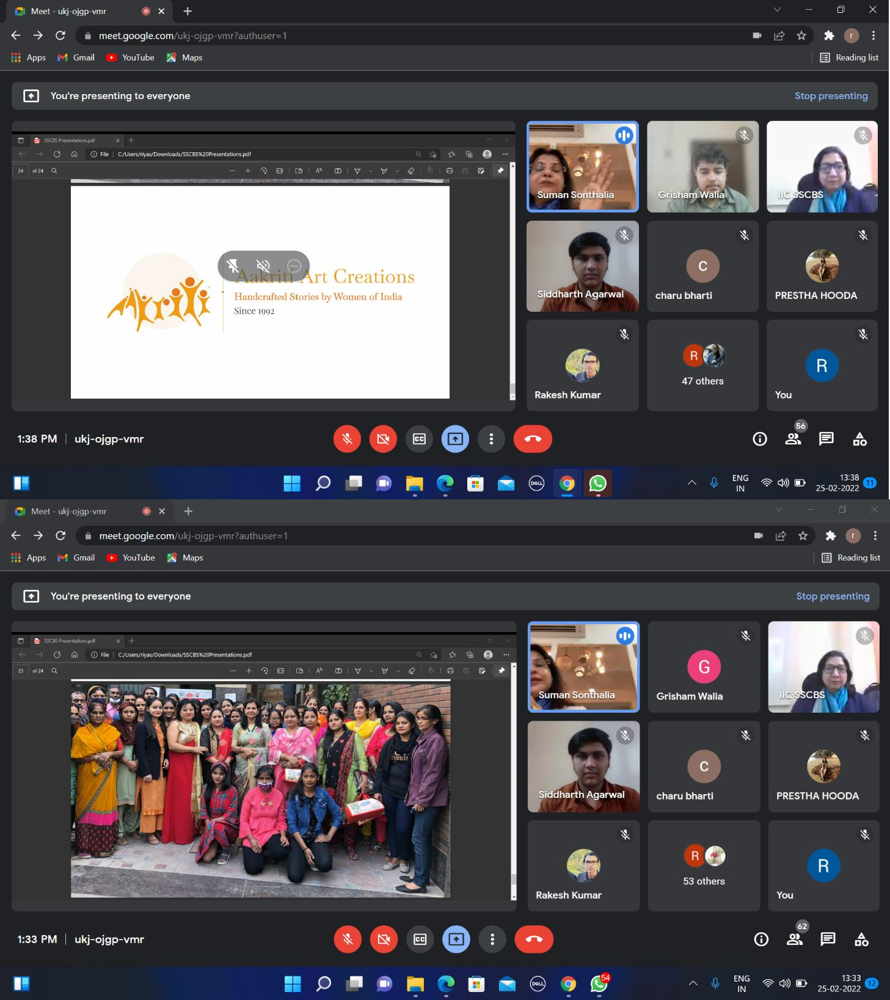 Meet - ukj-ojgp-vmr
meet.google.com/ukj-ojgp-vmr?authuser=1
r
Apps Gmail YouTube Maps
Reading list
You're presenting to everyone
Stop presenting
SSCBS Presentations.pdf
File C:/Users/riyas/Downloads/SSCBS%20Presentations.pdf
24 of 24
Akriti
Aakriti Art Creations
Handcrafted Stories by Women of India
Since 1992
Suman Sonthalia
Grisham Walia
IIC SSCBS
Siddharth Agarwal
C
charu bharti
PRESTHA HOODA
Rakesh Kumar
R
47 others
R
You
1:38 PM | ukj-ojgp-vmr
CC
56
DELL
ENG
IN
13:38
25-02-2022
11
Meet - ukj-ojgp-vmr
meet.google.com/ukj-ojgp-vmr?authuser=1
r
Apps Gmail YouTube Maps
Reading list
You're presenting to everyone
Stop presenting
SSCBS Presentations.pdf
File C:/Users/riyas/Downloads/SSCBS%20Presentations.pdf
23 of 24
Suman Sonthalia
G
Grisham Walia
IIC SSCBS
Siddharth Agarwal
C
charu bharti
PRESTHA HOODA
Rakesh Kumar
R
53 others
R
You
1:33 PM | ukj-ojgp-vmr
CC
62
DELL
54
ENG
IN
13:33
25-02-2022
12